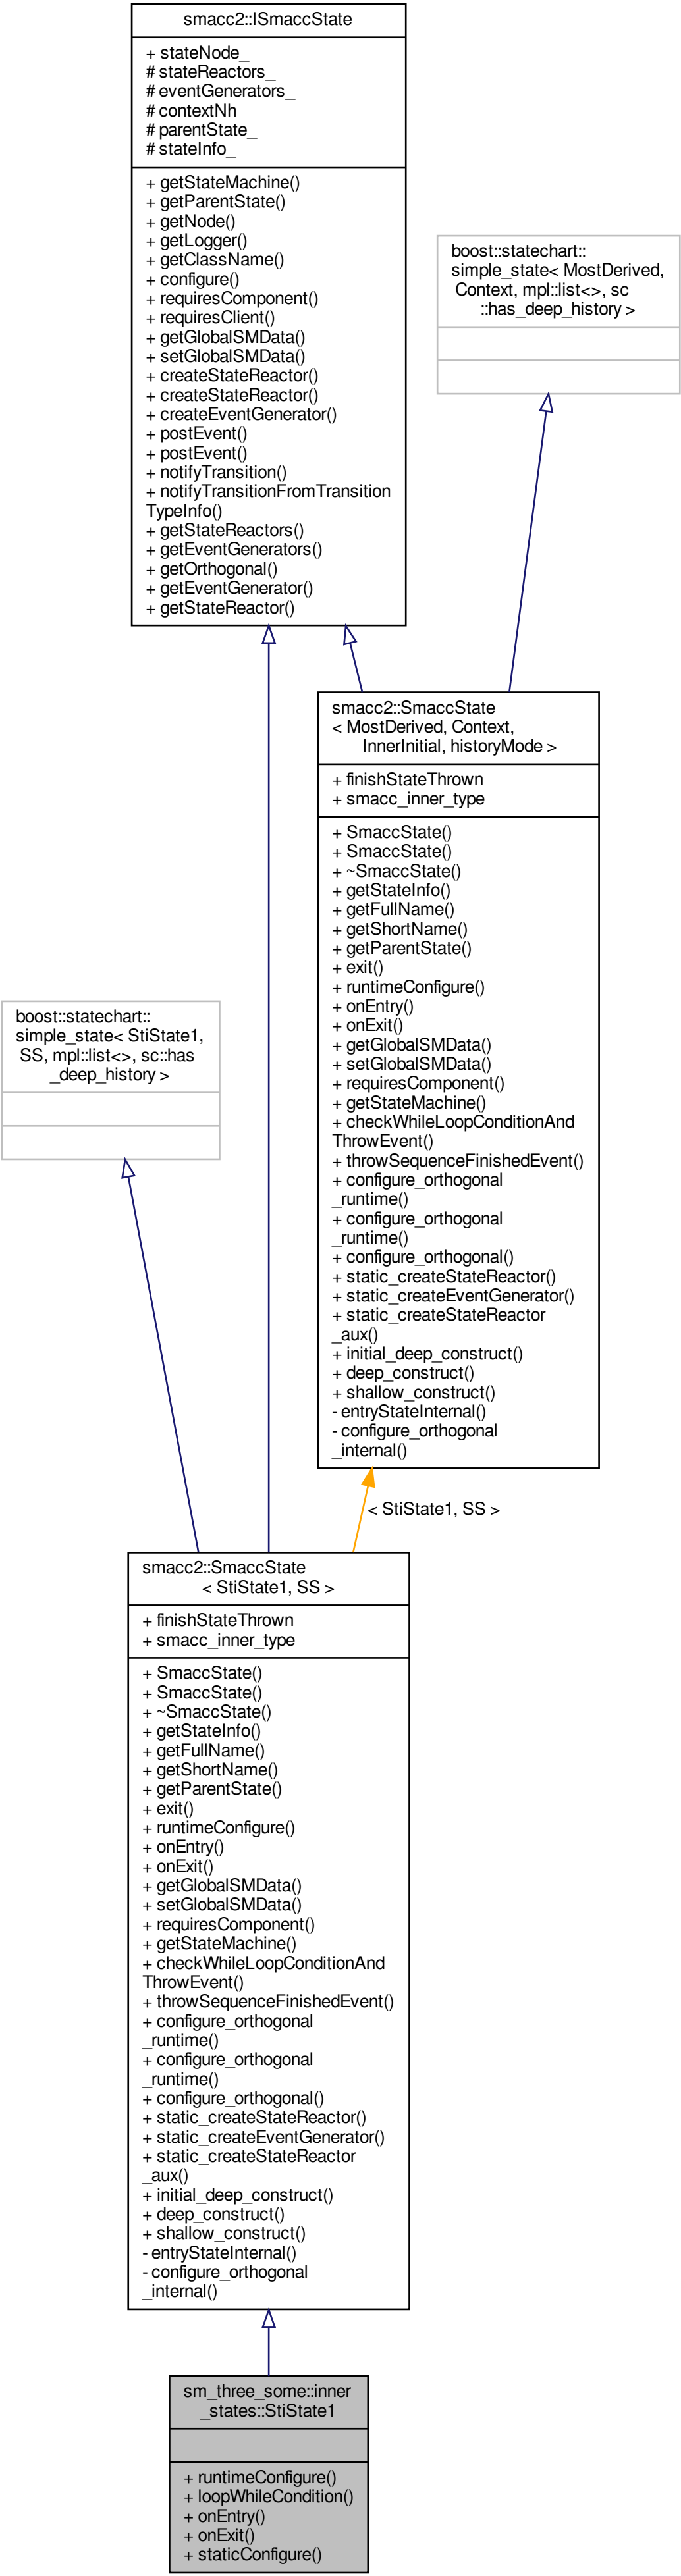 smacc2::ISmaccState
+ stateNode_
# stateReactors_
# eventGenerators_
# contextNh
# parentState_
# stateInfo_
+ getStateMachine()
+ getParentState()
+ getNode()
+ getLogger()
+ getClassName()
+ configure()
+ requiresComponent()
+ requiresClient()
+ getGlobalSMData()
+ setGlobalSMData()
+ createStateReactor()
+ createStateReactor()
+ createEventGenerator()
+ postEvent()
+ postEvent()
+ notifyTransition()
+ notifyTransitionFromTransition
TypeInfo()
+ getStateReactors()
+ getEventGenerators()
+ getOrthogonal()
+ getEventGenerator()
+ getStateReactor()
boost::statechart::
simple_state< MostDerived,
Context, mpl::list<>, sc
::has_deep_history >
smacc2::SmaccState
< MostDerived, Context,
InnerInitial, historyMode >
+ finishStateThrown
+ smacc_inner_type
+ SmaccState()
+ SmaccState()
+ ~SmaccState()
+ getStateInfo()
+ getFullName()
+ getShortName()
+ getParentState()
+ exit()
+ runtimeConfigure()
+ onEntry()
+ onExit()
+ getGlobalSMData()
+ setGlobalSMData()
+ requiresComponent()
+ getStateMachine()
+ checkWhileLoopConditionAnd
ThrowEvent()
+ throwSequenceFinishedEvent()
+ configure_orthogonal
_runtime()
+ configure_orthogonal
_runtime()
+ configure_orthogonal()
+ static_createStateReactor()
+ static_createEventGenerator()
+ static_createStateReactor
_aux()
+ initial_deep_construct()
+ deep_construct()
+ shallow_construct()
- entryStateInternal()
- configure_orthogonal
_internal()
boost::statechart::
simple_state< StiState1,
SS, mpl::list<>, sc::has
_deep_history >
< StiState1, SS >
smacc2::SmaccState
< StiState1, SS >
+ finishStateThrown
+ smacc_inner_type
+ SmaccState()
+ SmaccState()
+ ~SmaccState()
+ getStateInfo()
+ getFullName()
+ getShortName()
+ getParentState()
+ exit()
+ runtimeConfigure()
+ onEntry()
+ onExit()
+ getGlobalSMData()
+ setGlobalSMData()
+ requiresComponent()
+ getStateMachine()
+ checkWhileLoopConditionAnd
ThrowEvent()
+ throwSequenceFinishedEvent()
+ configure_orthogonal
_runtime()
+ configure_orthogonal
_runtime()
+ configure_orthogonal()
+ static_createStateReactor()
+ static_createEventGenerator()
+ static_createStateReactor
_aux()
+ initial_deep_construct()
+ deep_construct()
+ shallow_construct()
- entryStateInternal()
- configure_orthogonal
_internal()
sm_three_some::inner
_states::StiState1
+ runtimeConfigure()
+ loopWhileCondition()
+ onEntry()
+ onExit()
+ staticConfigure()